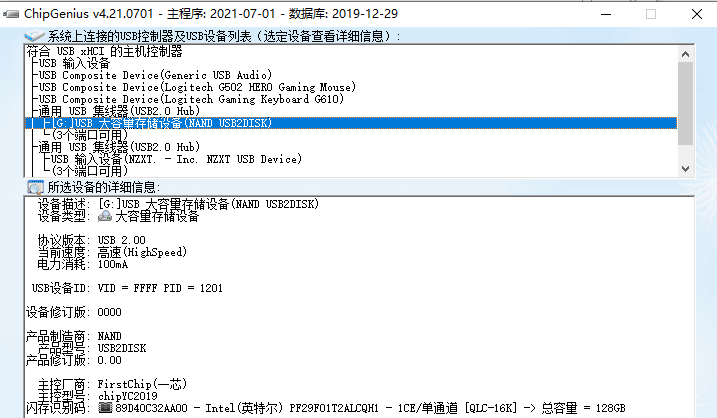 ChipGenius v4.21.0701 - 主程序: 2021-07-01 - 数据库: 2019-12-29
系统上连接的USB控制器及USB设备列表（选定设备查看详细信息）:
符合 USB xHCI 的主机控制器
USB 输入设备
USB Composite Device(Generic USB Audio)
USB Composite Device(Logitech G502 HERO Gaming Mouse)
USB Composite Device(Logitech Gaming Keyboard G610)
通用 USB 集线器(USB2.0 Hub)
[G:]USB 大容量存储设备(NAND USB2DISK)
(3个端口可用)
通用 USB 集线器(USB2.0 Hub)
USB 输入设备(NZXT. - Inc. NZXT USB Device)
(3个端口可用)
所选设备的详细信息:
设备描述: [G:]USB 大容量存储设备(NAND USB2DISK)
设备类型: 大容量存储设备
协议版本: USB 2.00
当前速度: 高速(HighSpeed)
电力消耗: 100mA
USB设备ID: VID = FFFF PID = 1201
设备修订版: 0000
产品制造商: NAND
产品型号: USB2DISK
产品修订版: 0.00
主控厂商: FirstChip(一芯)
主控型号: chipYC2019
闪存识别码: 89D40C32AA00 - Intel(英特尔) PF29F01T2ALCQH1 - 1CE/单通道 [QLC-16K] -> 总容量 = 128GB